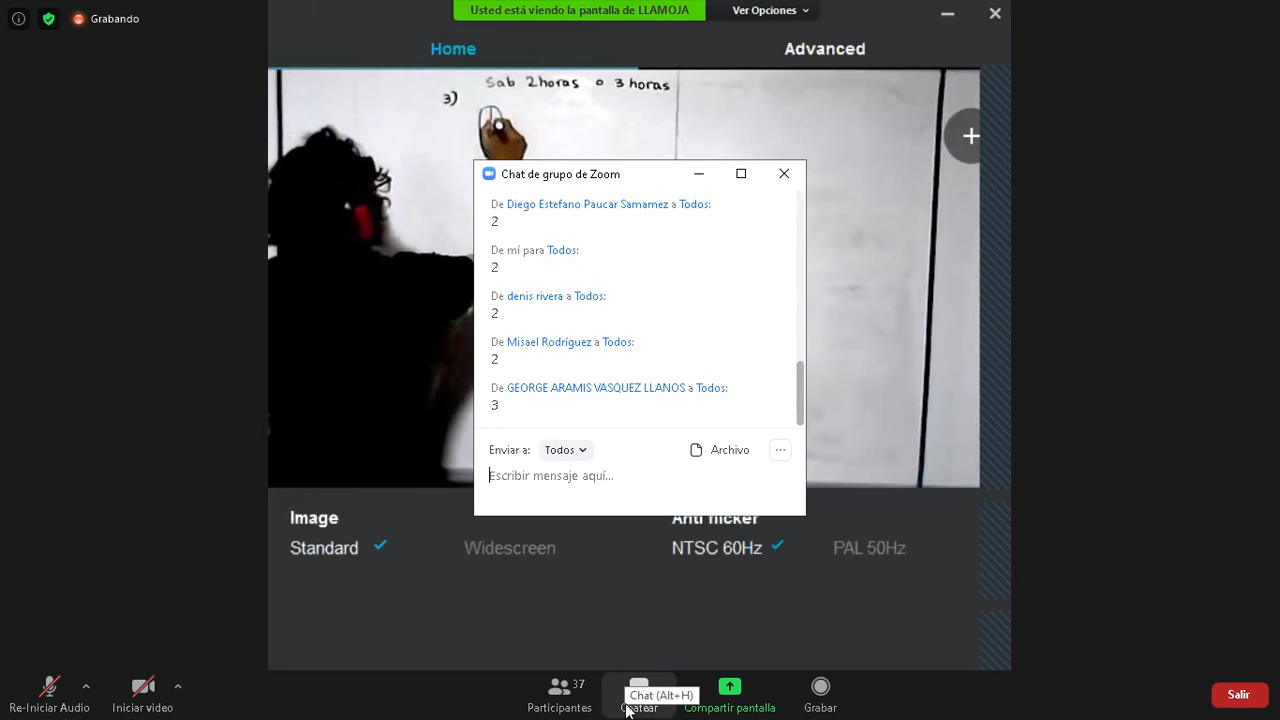 Grabando
Usted está viendo la pantalla de LLAMOJA
Ver Opciones
Home
Advanced
Sab 2 horas o 3 horas
3)
Chat de grupo de Zoom
De Diego Estefano Paucar Samamez a Todos:
2
De mí para Todos:
2
De denis rivera a Todos:
2
De Misael Rodríguez a Todos:
2
De GEORGE ARAMIS VASQUEZ LLANOS a Todos:
3
Enviar a: Todos
Archivo
Escribir mensaje aquí...
Image
Anti flicker
Standard
Widescreen
NTSC 60Hz
PAL 50Hz
37
Chat (Alt+H)
Re-Iniciar Audio
Iniciar video
Participantes
Chatear
Compartir pantalla
Grabar
Salir